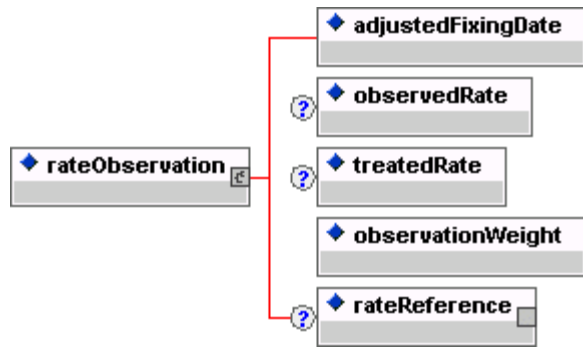 adjustedFixingDate
observedRate
rateObservation
treatedRate
observationWeight
rateReference